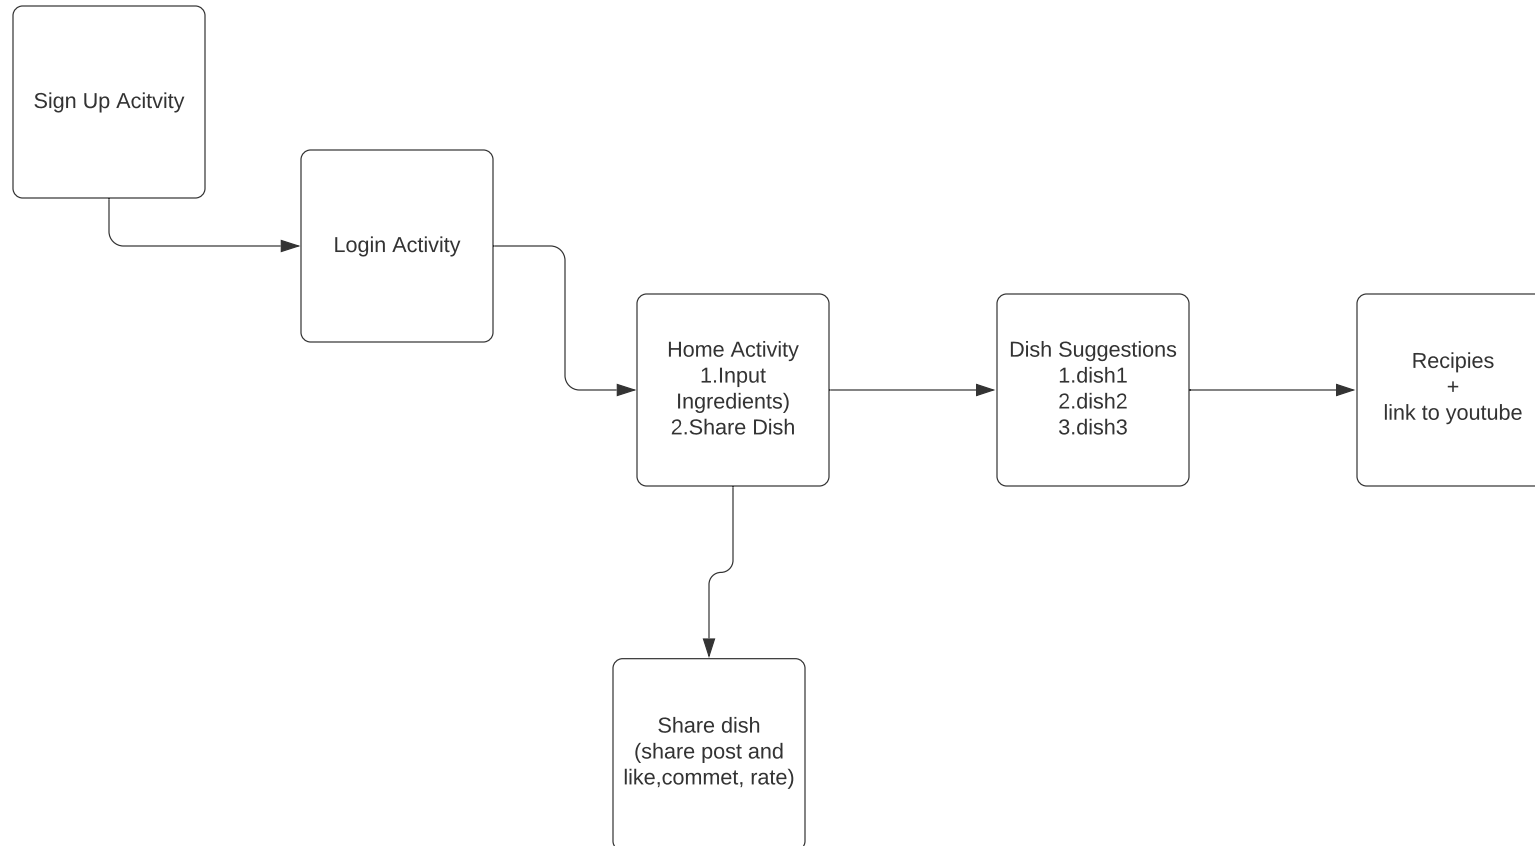 Sign Up Acitvity
Login Activity
Home Activity
1.Input
Ingredients)
2.Share Dish
Dish Suggestions
1.dish1
2.dish2
3.dish3
Recipies
+
link to youtube
Share dish
(share post and
like,commet, rate)